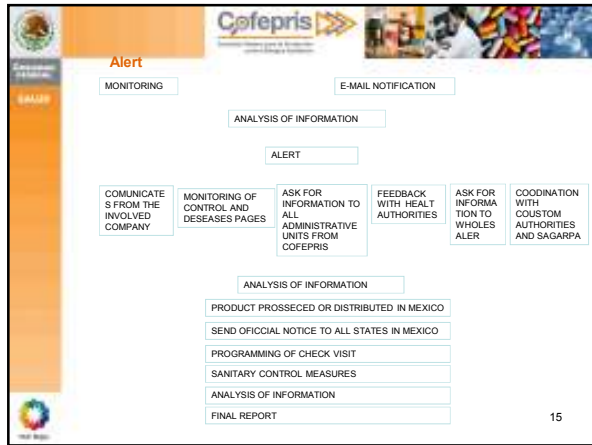 Cofepris
Alert
SALUD
MONITORING
E-MAIL NOTIFICATION
ANALYSIS OF INFORMATION
ALERT
COMUNICATE
S FROM THE
INVOLVED
COMPANY
MONITORING OF
CONTROL AND
DESEASES PAGES
ASK FOR
INFORMATION TO
ALL
ADMINISTRATIVE
UNITS FROM
COFEPRIS
FEEDBACK
WITH HEALT
AUTHORITIES
ASK FOR
INFORMA
TION TO
WHOLES
ALER
COODINATION
WITH
COUSTOM
AUTHORITIES
AND SAGARPA
ANALYSIS OF INFORMATION
PRODUCT PROSSECED OR DISTRIBUTED IN MEXICO
SEND OFICCIAL NOTICE TO ALL STATES IN MEXICO
PROGRAMMING OF CHECK VISIT
SANITARY CONTROL MEASURES
ANALYSIS OF INFORMATION
FINAL REPORT
15